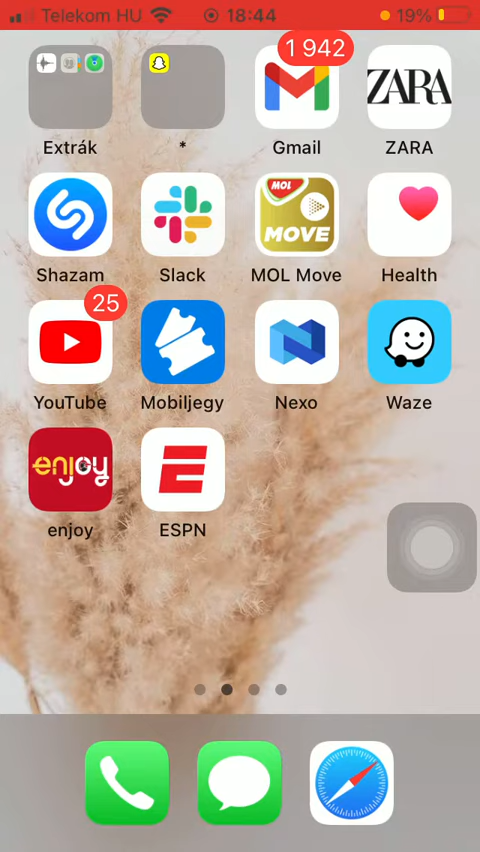 Telekom HU 18:44 19%
1 942
ZARA
Extrák * Gmail ZARA
MOL
MOVE
Shazam Slack MOL Move Health
25
YouTube Mobiljegy Nexo Waze
enjoy
enjoy ESPN